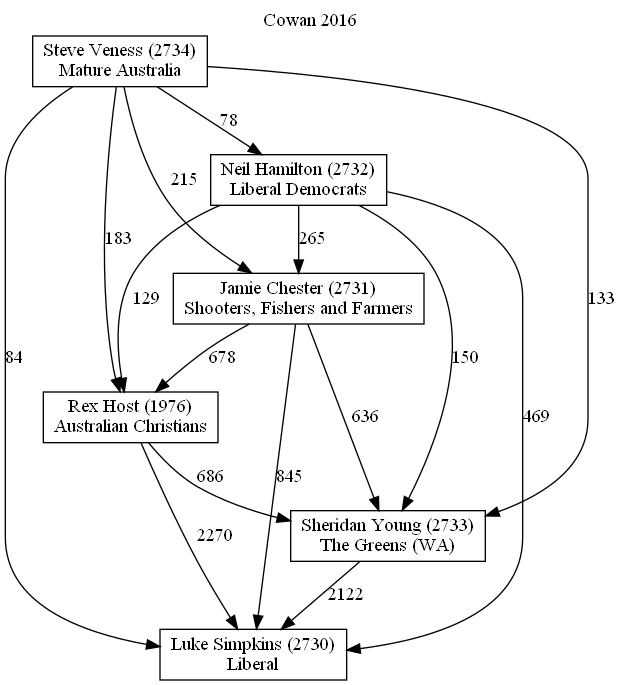 Cowan 2016
Steve Veness (2734)
Mature Australia
78
Neil Hamilton (2732)
Liberal Democrats
215
183
129
265
133
Jamie Chester (2731)
Shooters, Fishers and Farmers
84
678
150
Rex Host (1976)
Australian Christians
636
469
686
845
Sheridan Young (2733)
The Greens (WA)
2270
2122
Luke Simpkins (2730)
Liberal